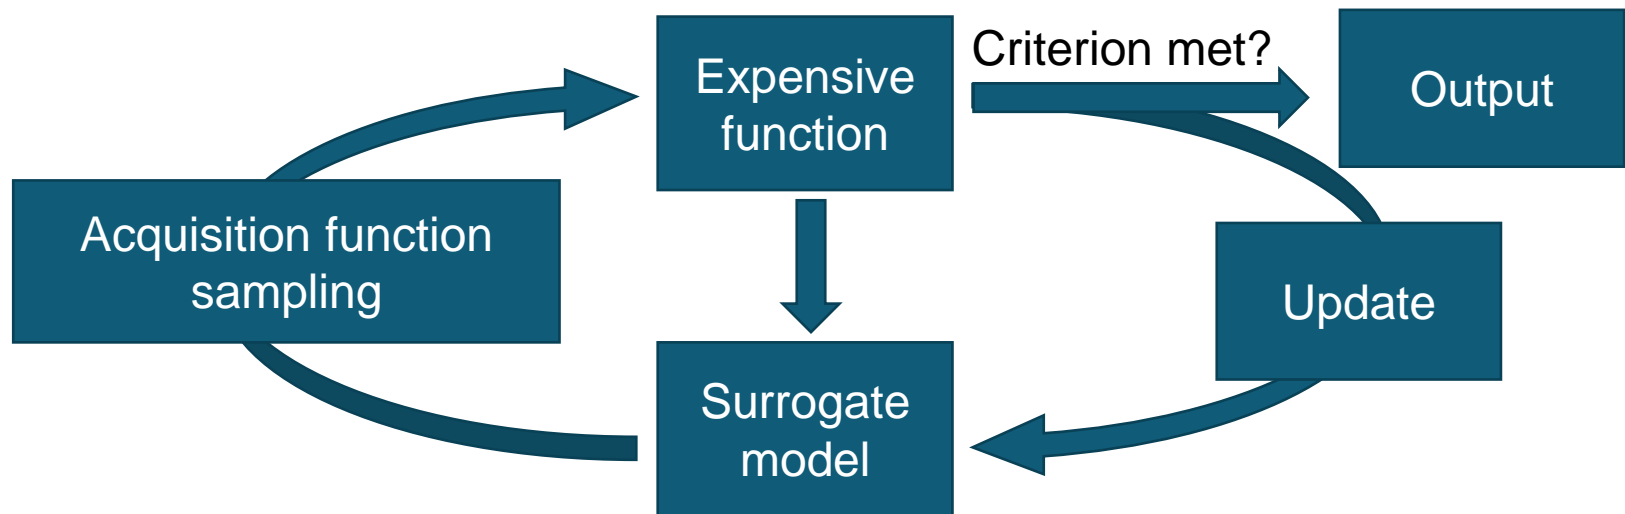 Expensive
function
Criterion met?
Output
Acquisition function
sampling
Update
Surrogate
model